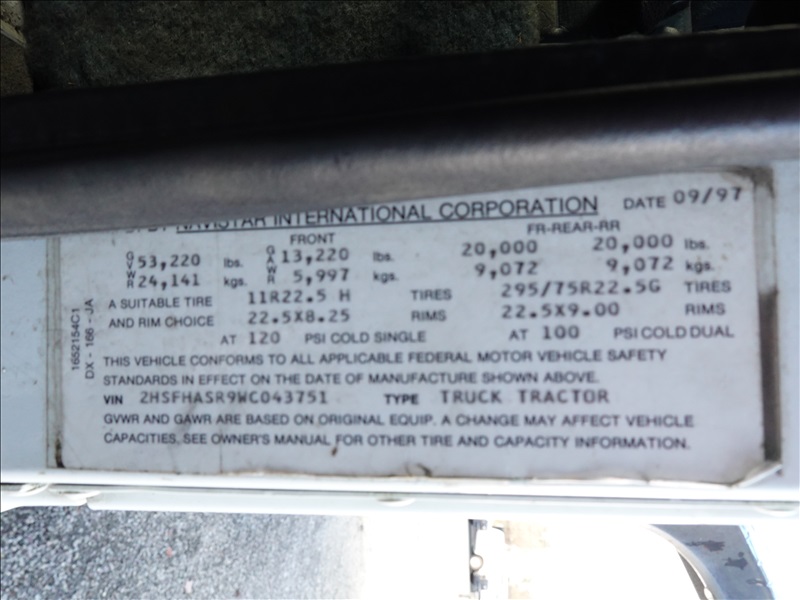 NAVISTAR INTERNATIONAL CORPORATION DATE 09/97
FRONT FR-REAR-RR
GVWR 53,220 lbs. GAWR 13,220 lbs. 20,000 20,000 lbs.
24,141 kgs. 5,997 kgs. 9,072 9,072 kgs.
A SUITABLE TIRE 11R22.5 H TIRES 295/75R22.5G TIRES
AND RIM CHOICE 22.5X8.25 RIMS 22.5X9.00 RIMS
AT 120 PSI COLD SINGLE AT 100 PSI COLD DUAL
THIS VEHICLE CONFORMS TO ALL APPLICABLE FEDERAL MOTOR VEHICLE SAFETY
STANDARDS IN EFFECT ON THE DATE OF MANUFACTURE SHOWN ABOVE.
VIN 2HSFHASR9WC043751 TYPE TRUCK TRACTOR
GVWR AND GAWR ARE BASED ON ORIGINAL EQUIP. A CHANGE MAY AFFECT VEHICLE
CAPACITIES. SEE OWNER'S MANUAL FOR OTHER TIRE AND CAPACITY INFORMATION.
1652154C1
DX - 166 - JA